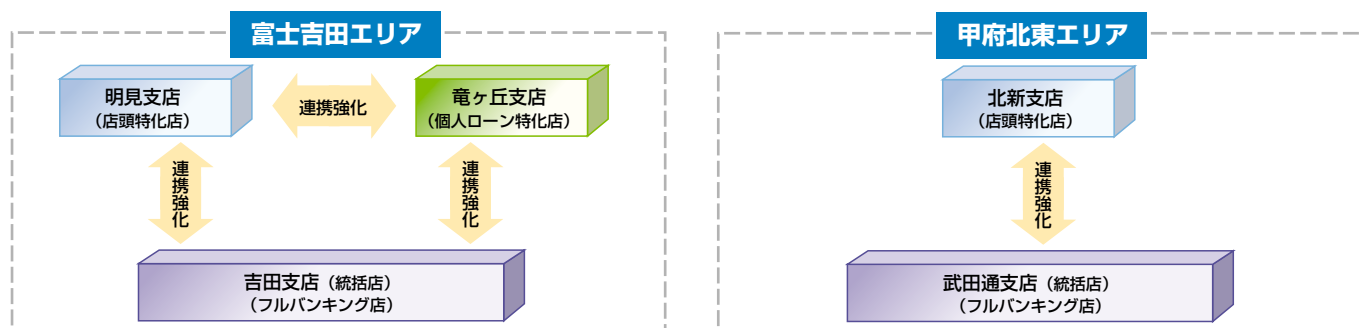 富士吉田エリア
明見支店
（店頭特化店）
連携強化
竜ヶ丘支店
（個人ローン特化店）
連携強化
連携強化
吉田支店（統括店）
（フルバンキング店）
甲府北東エリア
北新支店
（店頭特化店）
連携強化
武田通支店（統括店）
（フルバンキング店）